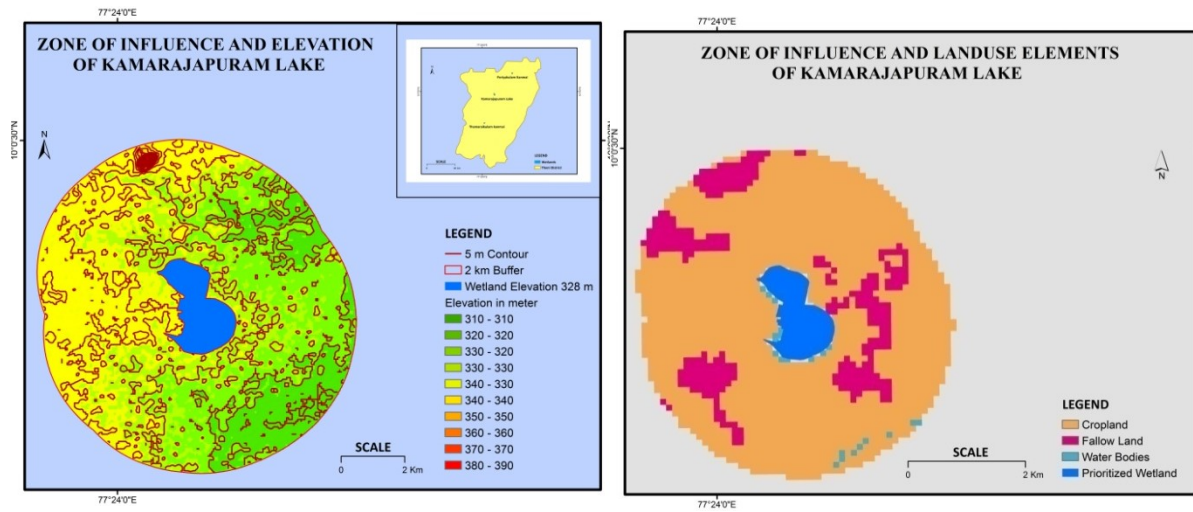 77°24'0"E
ZONE OF INFLUENCE AND ELEVATION
OF KAMARAJAPURAM LAKE
10°0'30"N
N
LEGEND
SCALE
LEGEND
5 m Contour
2 km Buffer
Wetland Elevation 328 m
Elevation in meter
310 - 310
320 - 320
330 - 320
330 - 330
340 - 330
340 - 340
350 - 350
360 - 360
370 - 370
380 - 390
SCALE
0 2 Km
77°24'0"E
77°24'0"E
ZONE OF INFLUENCE AND LANDUSE ELEMENTS
OF KAMARAJAPURAM LAKE
10°0'30"N
N
LEGEND
Cropland
Fallow Land
Water Bodies
Prioritized Wetland
SCALE
0 2 Km
77°24'0"E